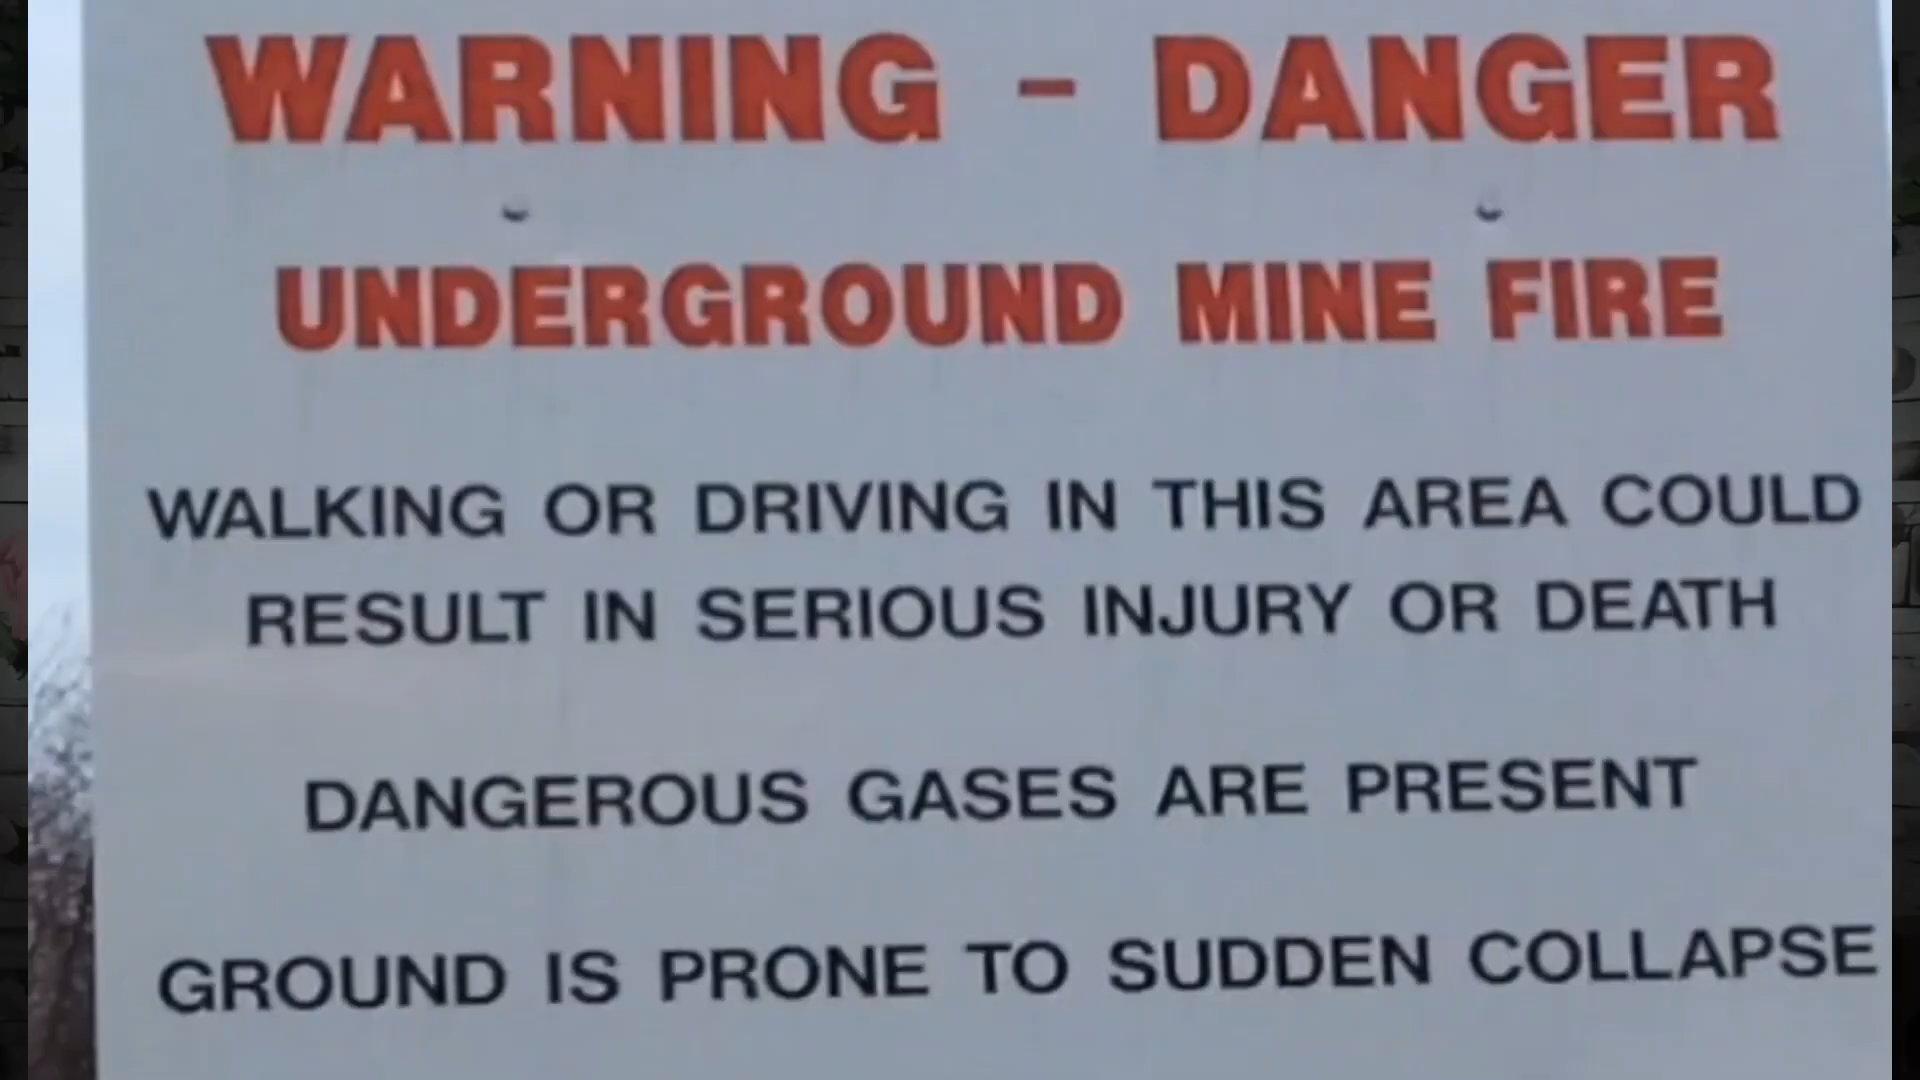 WARNING - DANGER
UNDERGROUND MINE FIRE
WALKING OR DRIVING IN THIS AREA COULD
RESULT IN SERIOUS INJURY OR DEATH
DANGEROUS GASES ARE PRESENT
GROUND IS PRONE TO SUDDEN COLLAPSE